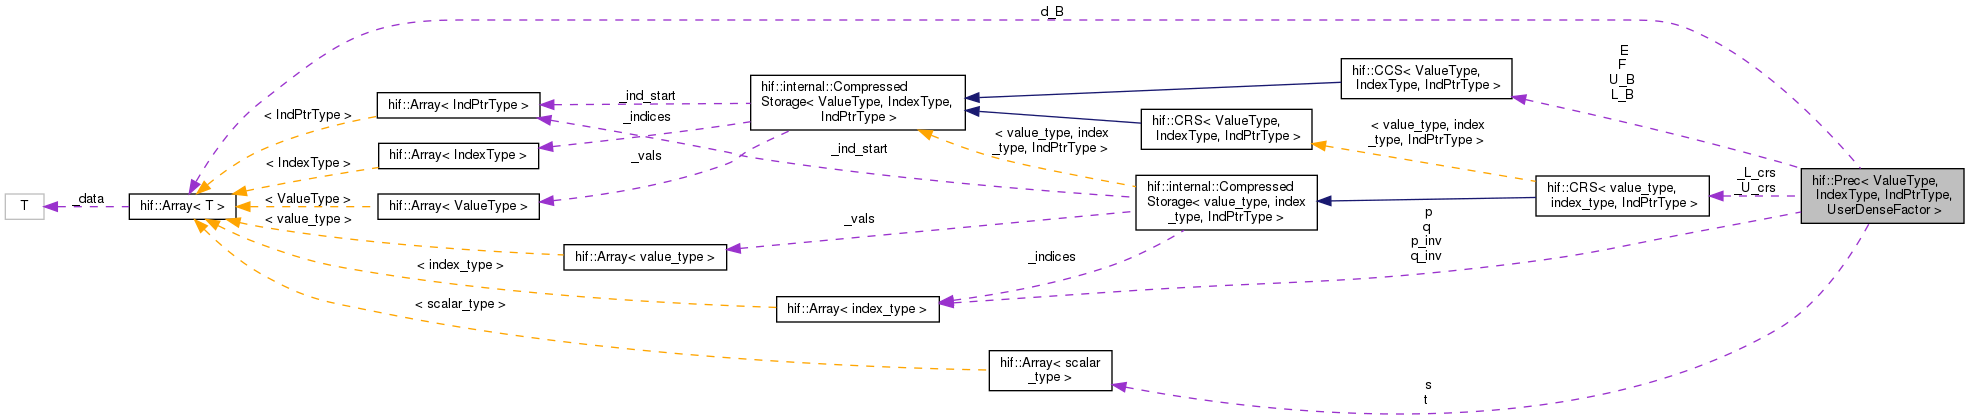 d_B
E
F
U_B
L_B
hif::CCS< ValueType,
IndexType, IndPtrType >
hif::internal::Compressed
Storage< ValueType, IndexType,
IndPtrType >
_ind_start
hif::Array< IndPtrType >
< IndPtrType >
_indices
hif::CRS< ValueType,
IndexType, IndPtrType >
< value_type, index
_type, IndPtrType >
< value_type, index
_type, IndPtrType >
hif::Array< IndexType >
< IndexType >
_vals
_ind_start
_L_crs
_U_crs
hif::Prec< ValueType,
IndexType, IndPtrType,
UserDenseFactor >
hif::CRS< value_type,
index_type, IndPtrType >
hif::internal::Compressed
Storage< value_type, index
_type, IndPtrType >
T
_data
hif::Array< T >
< ValueType >
hif::Array< ValueType >
< value_type >
_vals
p
q
p_inv
q_inv
hif::Array< value_type >
< index_type >
_indices
hif::Array< index_type >
< scalar_type >
hif::Array< scalar
_type >
s
t